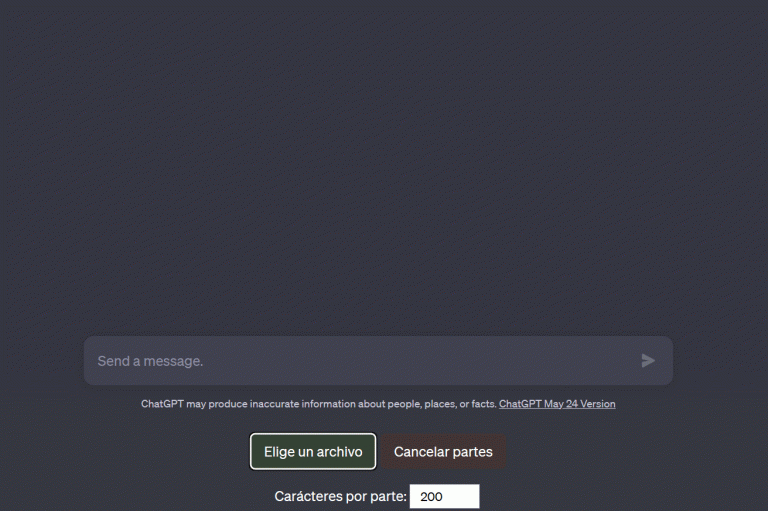 Send a message.
ChatGPT may produce inaccurate information about people, places, or facts. ChatGPT May 24 Version
Elige un archivo Cancelar partes
Carácteres por parte: 200